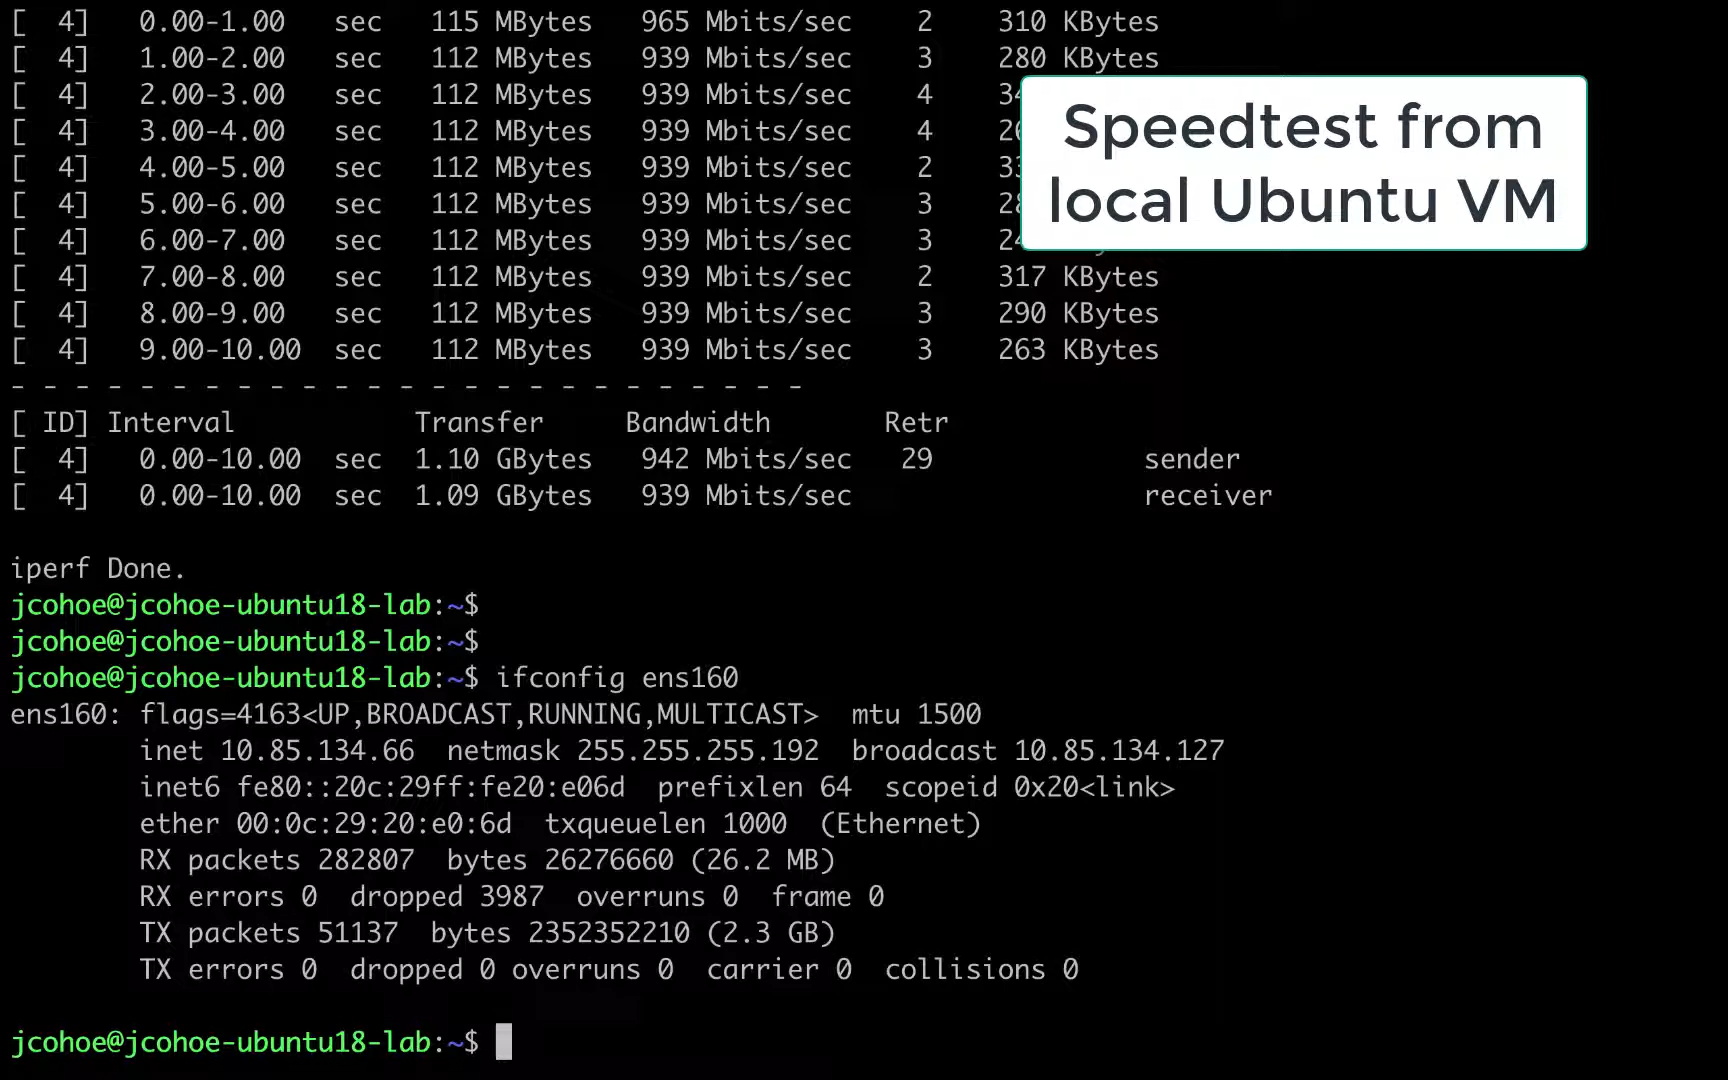 [  4]   0.00-1.00   sec   115 MBytes   965 Mbits/sec    2    310 KBytes
[  4]   1.00-2.00   sec   112 MBytes   939 Mbits/sec    3    280 KBytes
[  4]   2.00-3.00   sec   112 MBytes   939 Mbits/sec    4
[  4]   3.00-4.00   sec   112 MBytes   939 Mbits/sec    4
[  4]   4.00-5.00   sec   112 MBytes   939 Mbits/sec    2
[  4]   5.00-6.00   sec   112 MBytes   939 Mbits/sec    3
[  4]   6.00-7.00   sec   112 MBytes   939 Mbits/sec    3
[  4]   7.00-8.00   sec   112 MBytes   939 Mbits/sec    2    317 KBytes
[  4]   8.00-9.00   sec   112 MBytes   939 Mbits/sec    3    290 KBytes
[  4]   9.00-10.00  sec   112 MBytes   939 Mbits/sec    3    263 KBytes
- - - - - - - - - - - - - - - - - - - - - - - - -
[ ID] Interval           Transfer     Bandwidth       Retr
[  4]   0.00-10.00  sec  1.10 GBytes   942 Mbits/sec   29             sender
[  4]   0.00-10.00  sec  1.09 GBytes   939 Mbits/sec                  receiver
iperf Done.
jcohoe@jcohoe-ubuntu18-lab:~$
jcohoe@jcohoe-ubuntu18-lab:~$
jcohoe@jcohoe-ubuntu18-lab:~$ ifconfig ens160
ens160: flags=4163<UP,BROADCAST,RUNNING,MULTICAST>  mtu 1500
        inet 10.85.134.66  netmask 255.255.255.192  broadcast 10.85.134.127
        inet6 fe80::20c:29ff:fe20:e06d  prefixlen 64  scopeid 0x20<link>
        ether 00:0c:29:20:e0:6d  txqueuelen 1000  (Ethernet)
        RX packets 282807  bytes 26276660 (26.2 MB)
        RX errors 0  dropped 3987  overruns 0  frame 0
        TX packets 51137  bytes 2352352210 (2.3 GB)
        TX errors 0  dropped 0 overruns 0  carrier 0  collisions 0
jcohoe@jcohoe-ubuntu18-lab:~$
Speedtest from
local Ubuntu VM